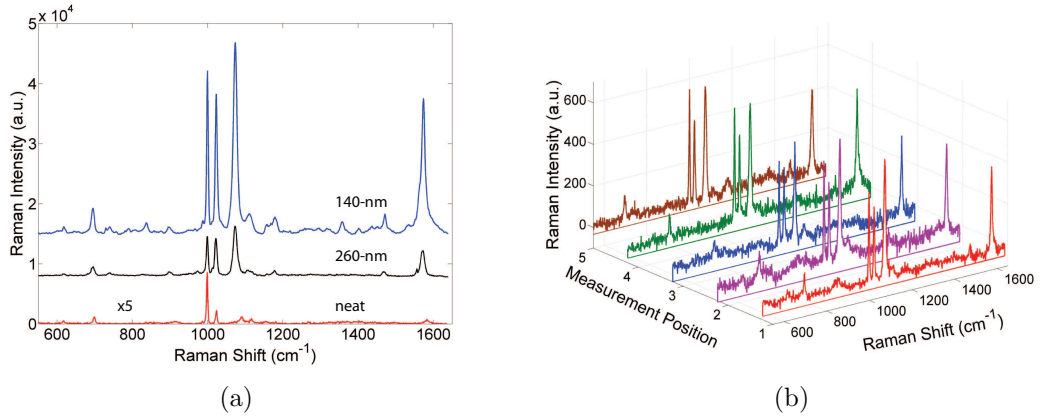 5 x 10⁴
4
3
2
1
0
Raman Intensity (a.u.)
140-nm
260-nm
x5
neat
600 800 1000 1200 1400 1600
Raman Shift (cm⁻¹)
(a)
600
400
200
0
Raman Intensity (a.u.)
5
4
3
2
1
Measurement Position
600 800 1000 1200 1400 1600
Raman Shift (cm⁻¹)
(b)